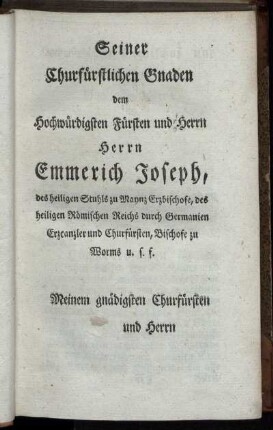 Seiner
Churfürstlichen Gnaden
dem
Hochwürdigsten Fürsten und Herrn
Herrn
Emmerich Joseph,
des heiligen Stuhls zu Maynz Erzbischofe, des
heiligen Römischen Reichs durch Germanien
Erzcanzler und Churfürsten, Bischofe zu
Worms u. s. f.
Meinem gnädigsten Churfürsten
und Herrn